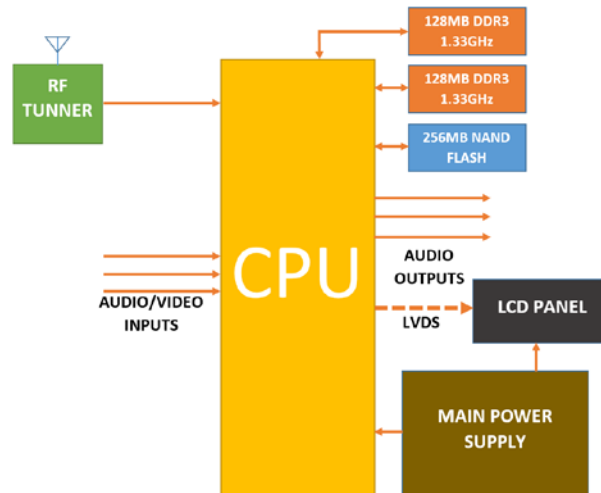 128MB DDR3
1.33GHz
RF
TUNNER
128MB DDR3
1.33GHz
256MB NAND
FLASH
CPU
AUDIO
OUTPUTS
AUDIO/VIDEO
INPUTS
LVDS
LCD PANEL
MAIN POWER
SUPPLY